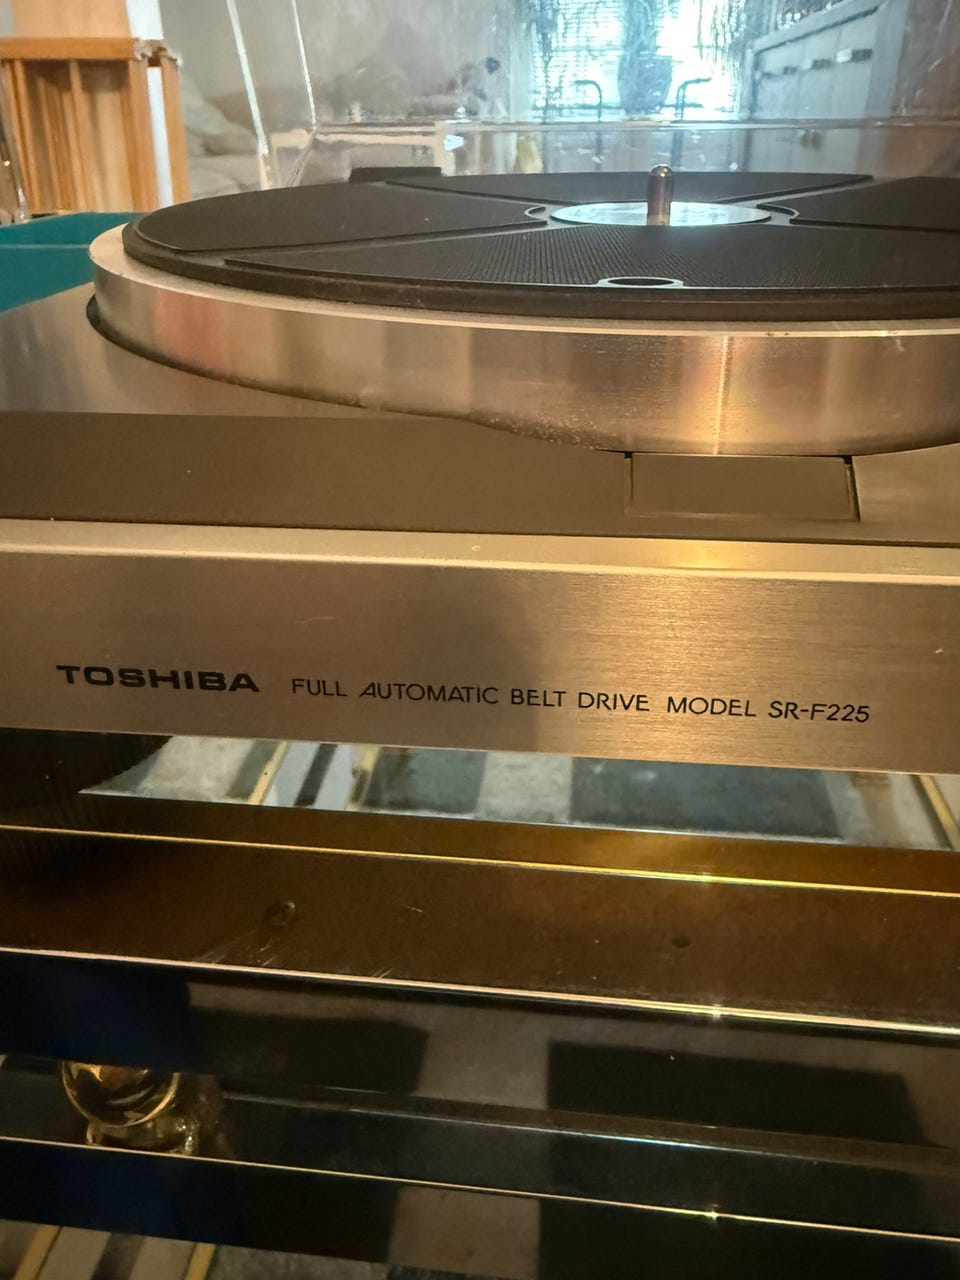 TOSHIBA FULL AUTOMATIC BELT DRIVE MODEL SR-F225